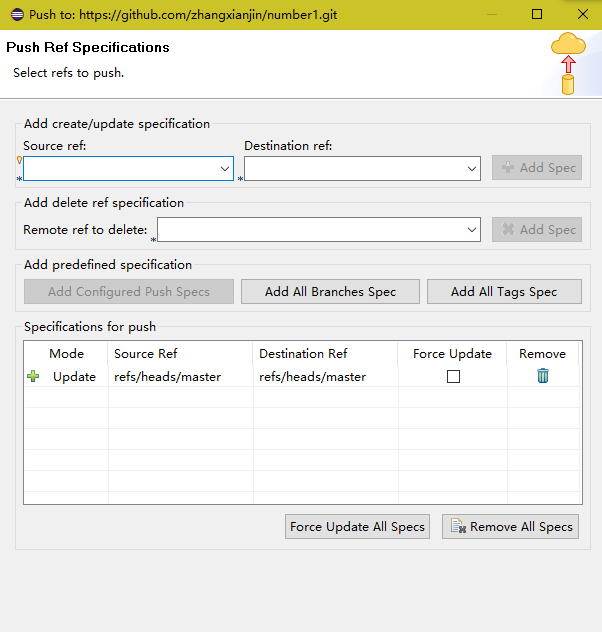 Push to: https://github.com/zhangxianjin/number1.git
Push Ref Specifications
Select refs to push.
Add create/update specification
Source ref: Destination ref:
* * Add Spec
Add delete ref specification
Remote ref to delete: * Add Spec
Add predefined specification
Add Configured Push Specs Add All Branches Spec Add All Tags Spec
Specifications for push
Mode Source Ref Destination Ref Force Update Remove
Update refs/heads/master refs/heads/master
Force Update All Specs Remove All Specs